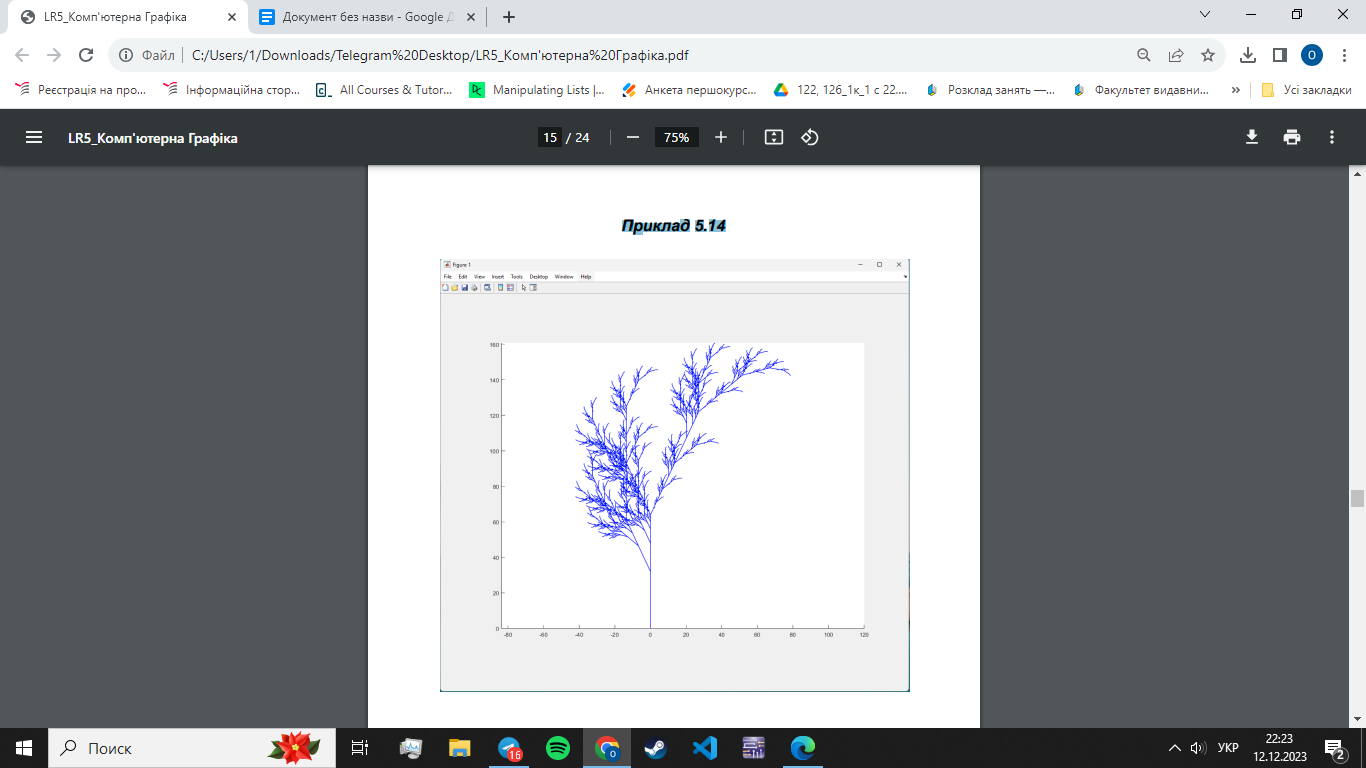 LR5_Комп'ютерна Графіка
Документ без назви - Google Д
Файл
C:/Users/1/Downloads/Telegram%20Desktop/LR5_Комп'ютерна%20Графіка.pdf
О
Реєстрація на про...
Інформаційна стор...
All Courses & Tutor...
Manipulating Lists |...
Анкета першокурс...
122, 126_1к_1 с 22....
Розклад занять —...
Факультет видавни...
»
Усі закладки
LR5_Комп'ютерна Графіка
15 / 24
75%
Приклад 5.14
Figure 1
File Edit View Insert Tools Desktop Window Help
160
140
120
100
80
60
40
20
0
-80 -60 -40 -20 0 20 40 60 80 100 120
Поиск
16
УКР
22:23
12.12.2023
2